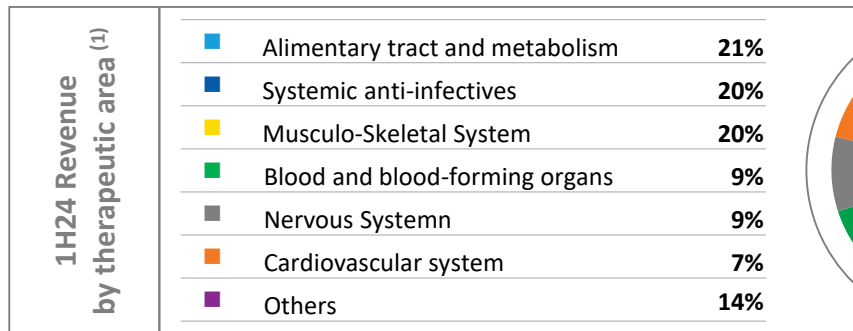 1H24 Revenue
by therapeutic area (1)
Alimentary tract and metabolism 21%
Systemic anti-infectives 20%
Musculo-Skeletal System 20%
Blood and blood-forming organs 9%
Nervous Systemn 9%
Cardiovascular system 7%
Others 14%